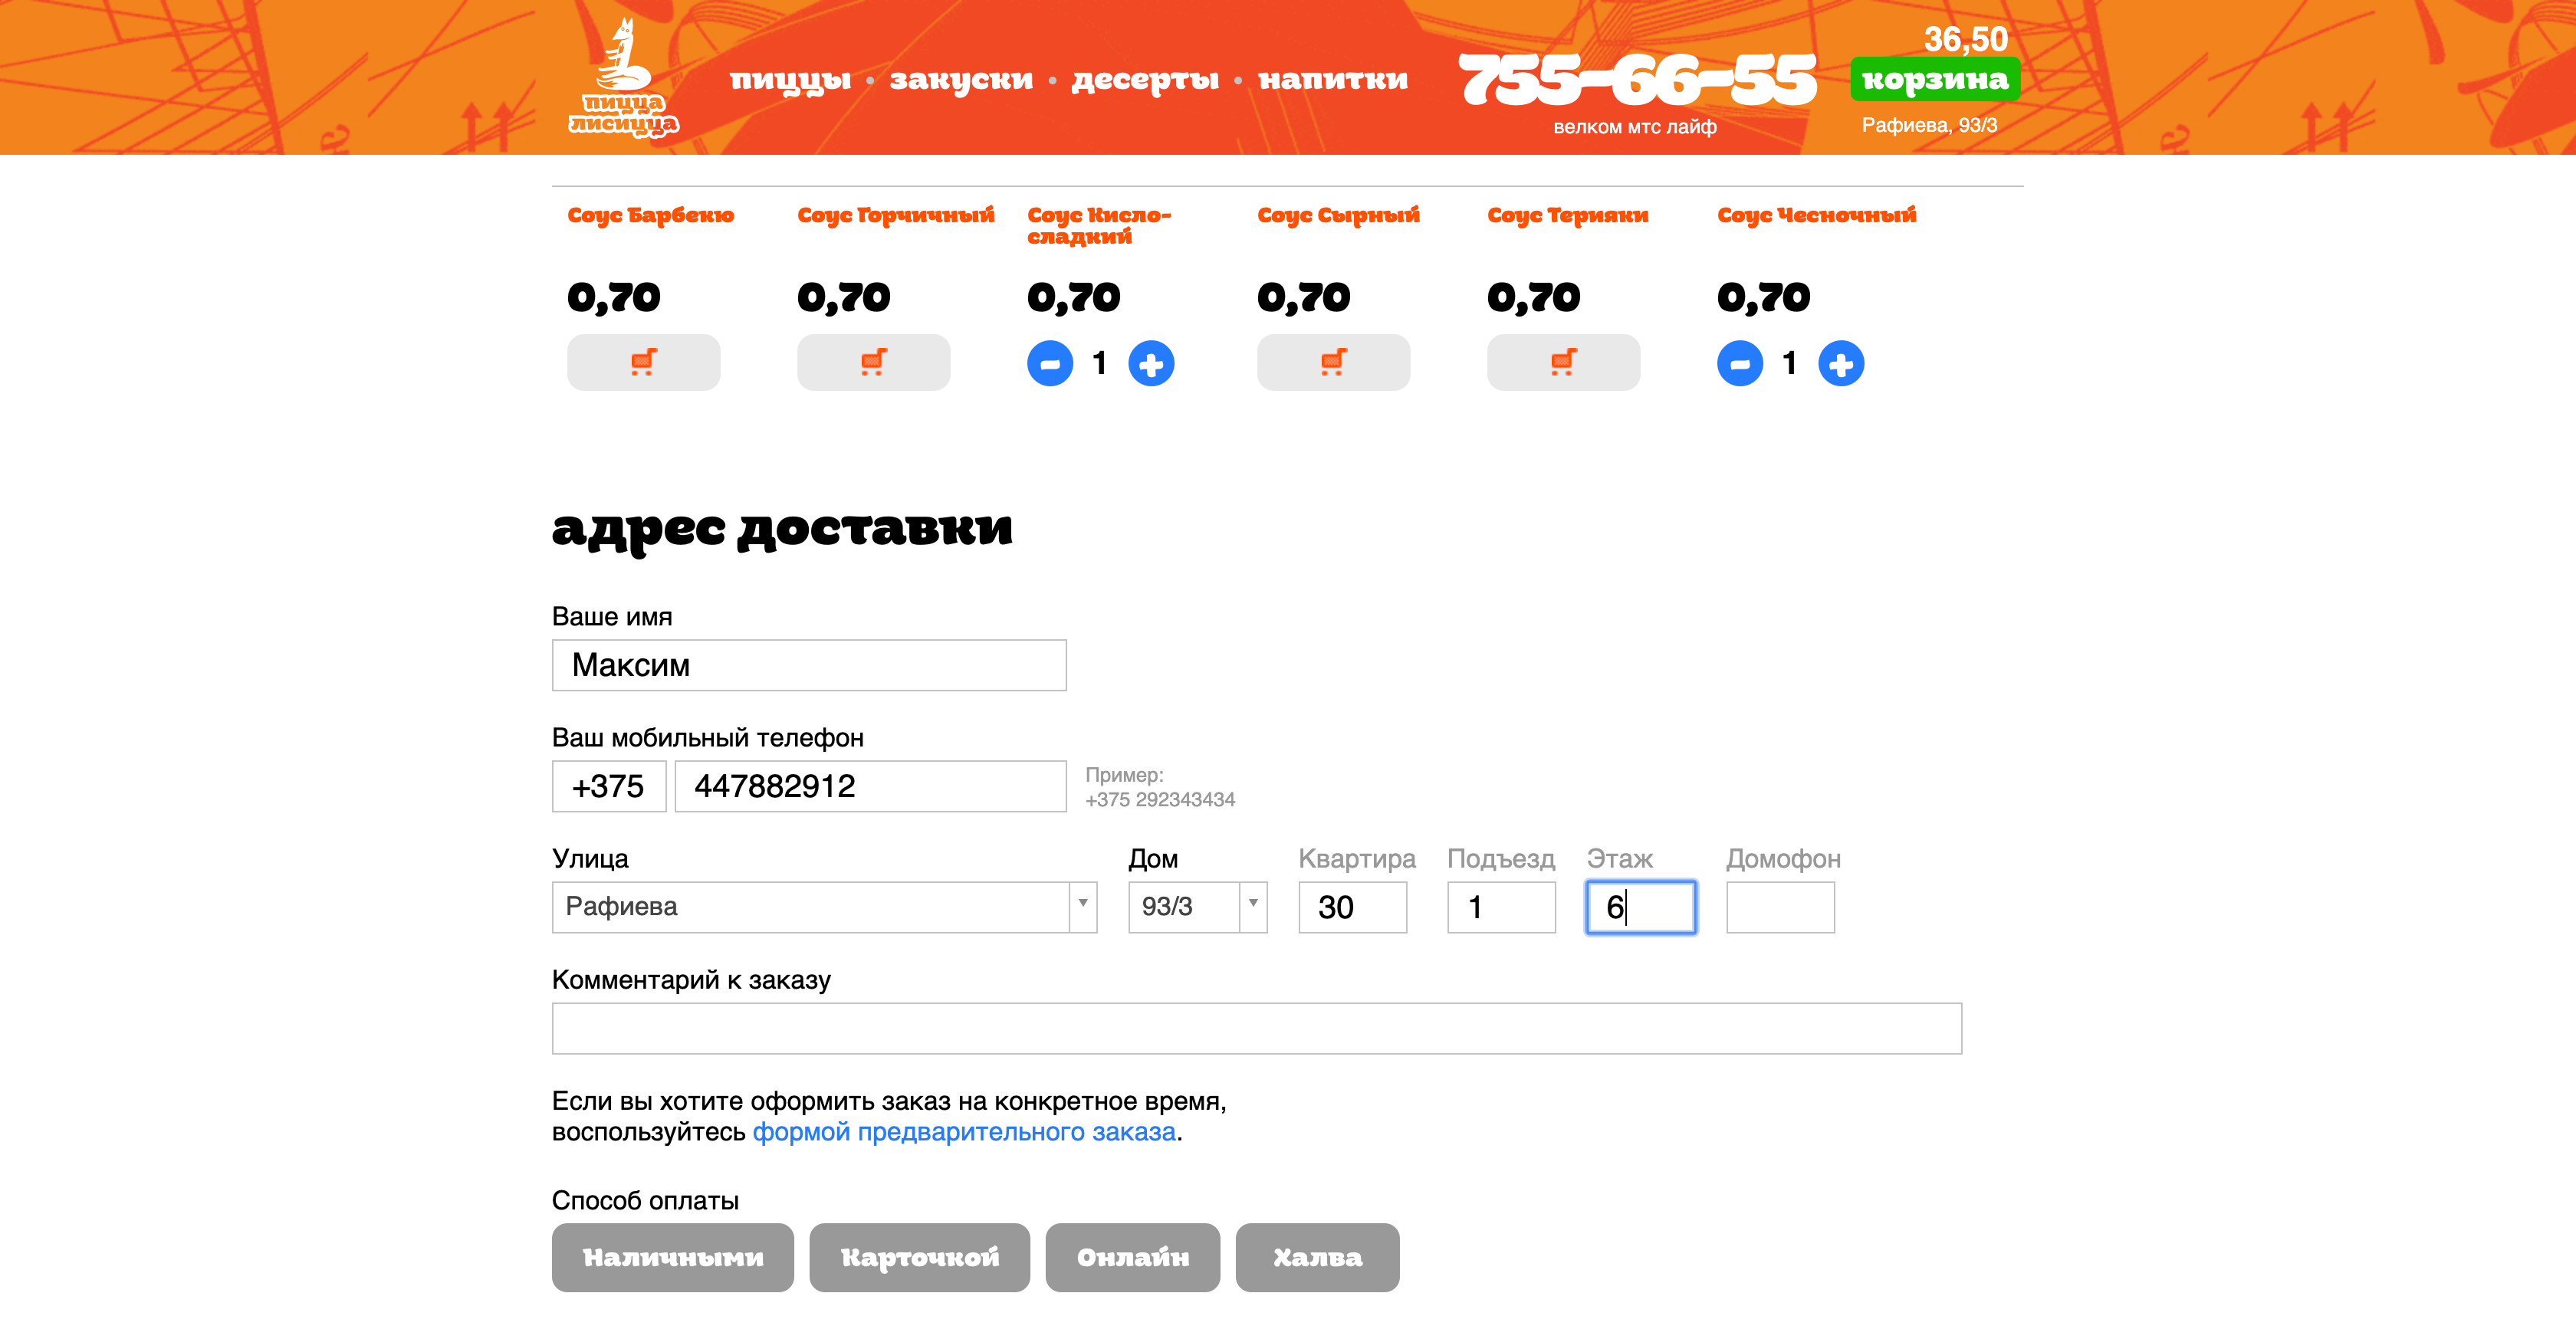 пицца
лисицца
пиццы • закуски • десерты • напитки
755-66-55
велком мтс лайф
36,50
корзина
Рафиева, 93/3
Соус Барбекю
Соус Горчичный
Соус Кисло-
сладкий
Соус Сырный
Соус Терияки
Соус Чесночный
0,70
0,70
0,70
0,70
0,70
0,70
- 1 +
- 1 +
адрес доставки
Ваше имя
Максим
Ваш мобильный телефон
+375 447882912
Пример:
+375 292343434
Улица Дом Квартира Подъезд Этаж Домофон
Рафиева 93/3 30 1 6
Комментарий к заказу
Если вы хотите оформить заказ на конкретное время,
воспользуйтесь формой предварительного заказа.
Способ оплаты
Наличными Карточкой Онлайн Халва